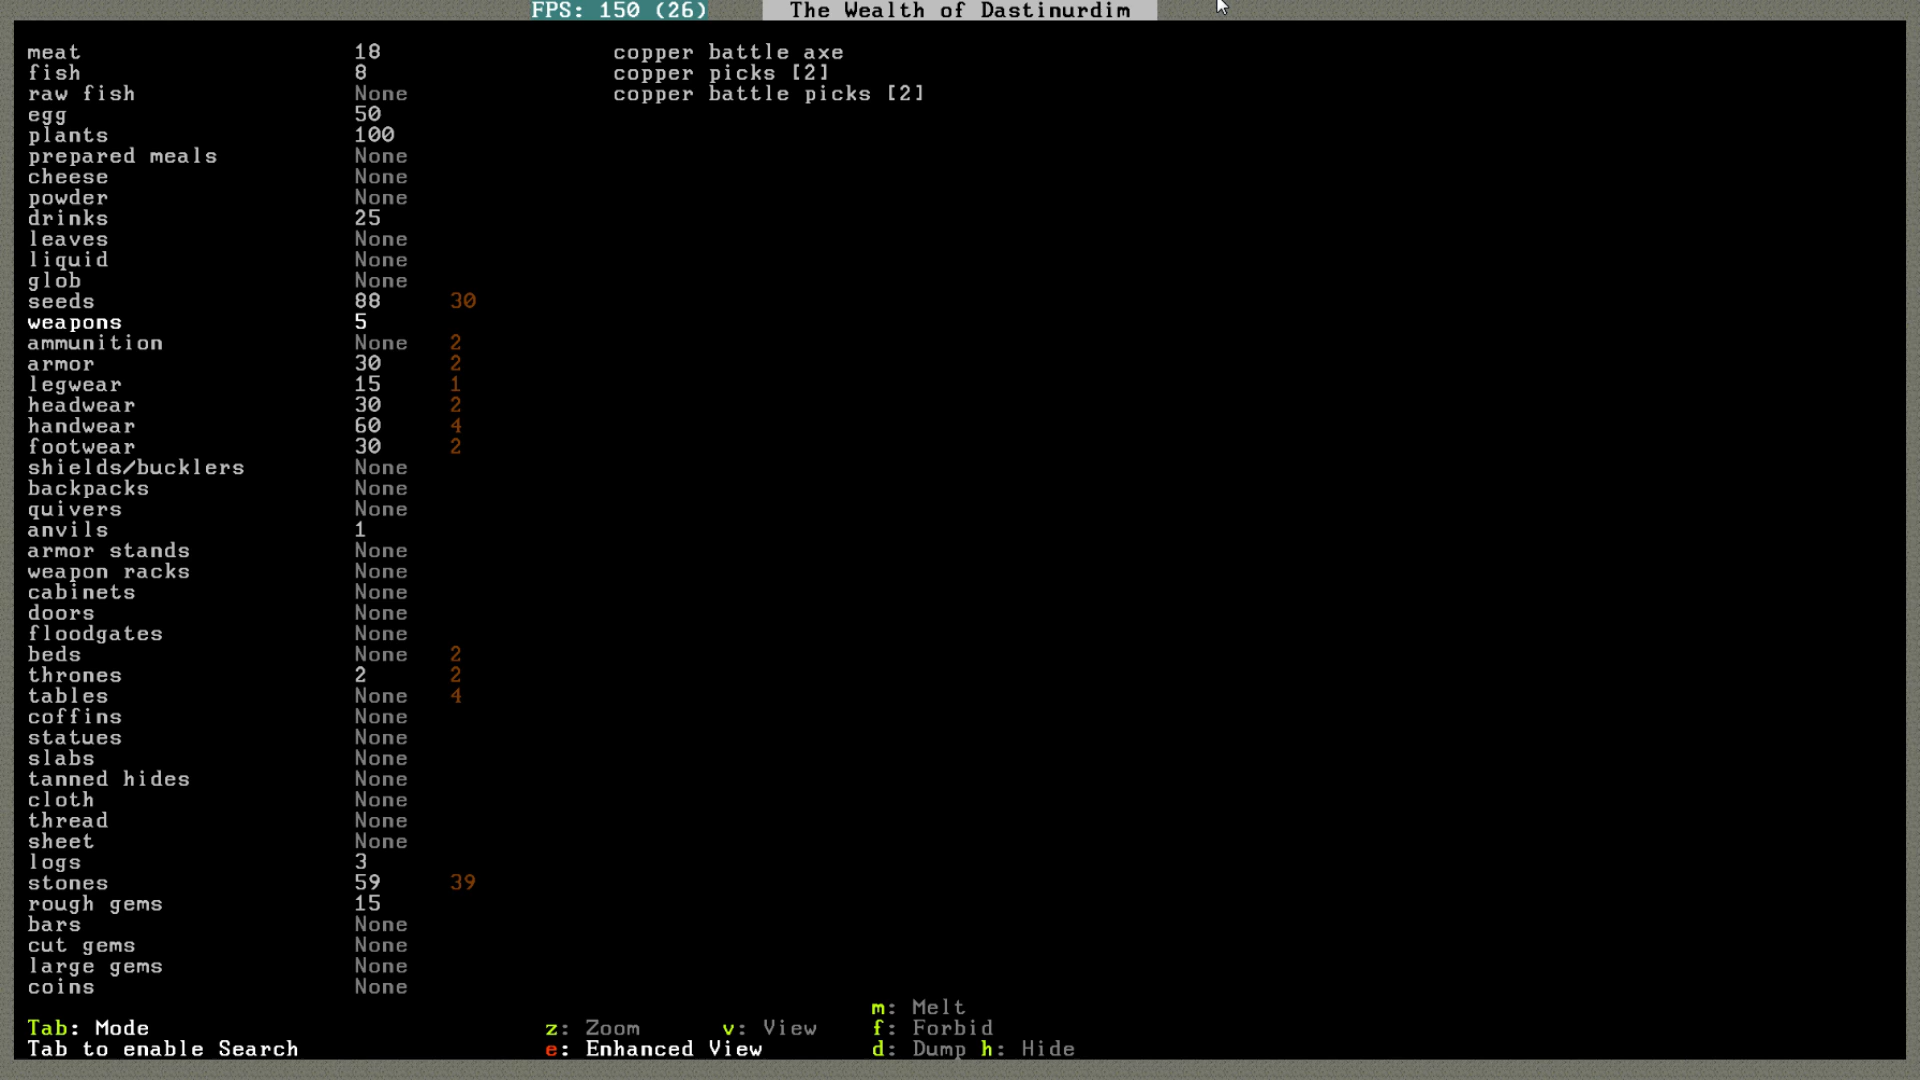 FPS: 150 (26) The Wealth of Dastinurdim
meat 18 copper battle axe
fish 8 copper picks [2]
raw fish None copper battle picks [2]
egg 50
plants 100
prepared meals None
cheese None
powder None
drinks 25
leaves None
liquid None
glob None
seeds 88 30
weapons 5
ammunition None 2
armor 30 2
legwear 15 1
headwear 30 2
handwear 60 4
footwear 30 2
shields/bucklers None
backpacks None
quivers None
anvils 1
armor stands None
weapon racks None
cabinets None
doors None
floodgates None
beds None 2
thrones 2 2
tables None 4
coffins None
statues None
slabs None
tanned hides None
cloth None
thread None
sheet None
logs 3
stones 59 39
rough gems 15
bars None
cut gems None
large gems None
coins None
m: Melt
Tab: Mode z: Zoom v: View f: Forbid
Tab to enable Search e: Enhanced View d: Dump h: Hide